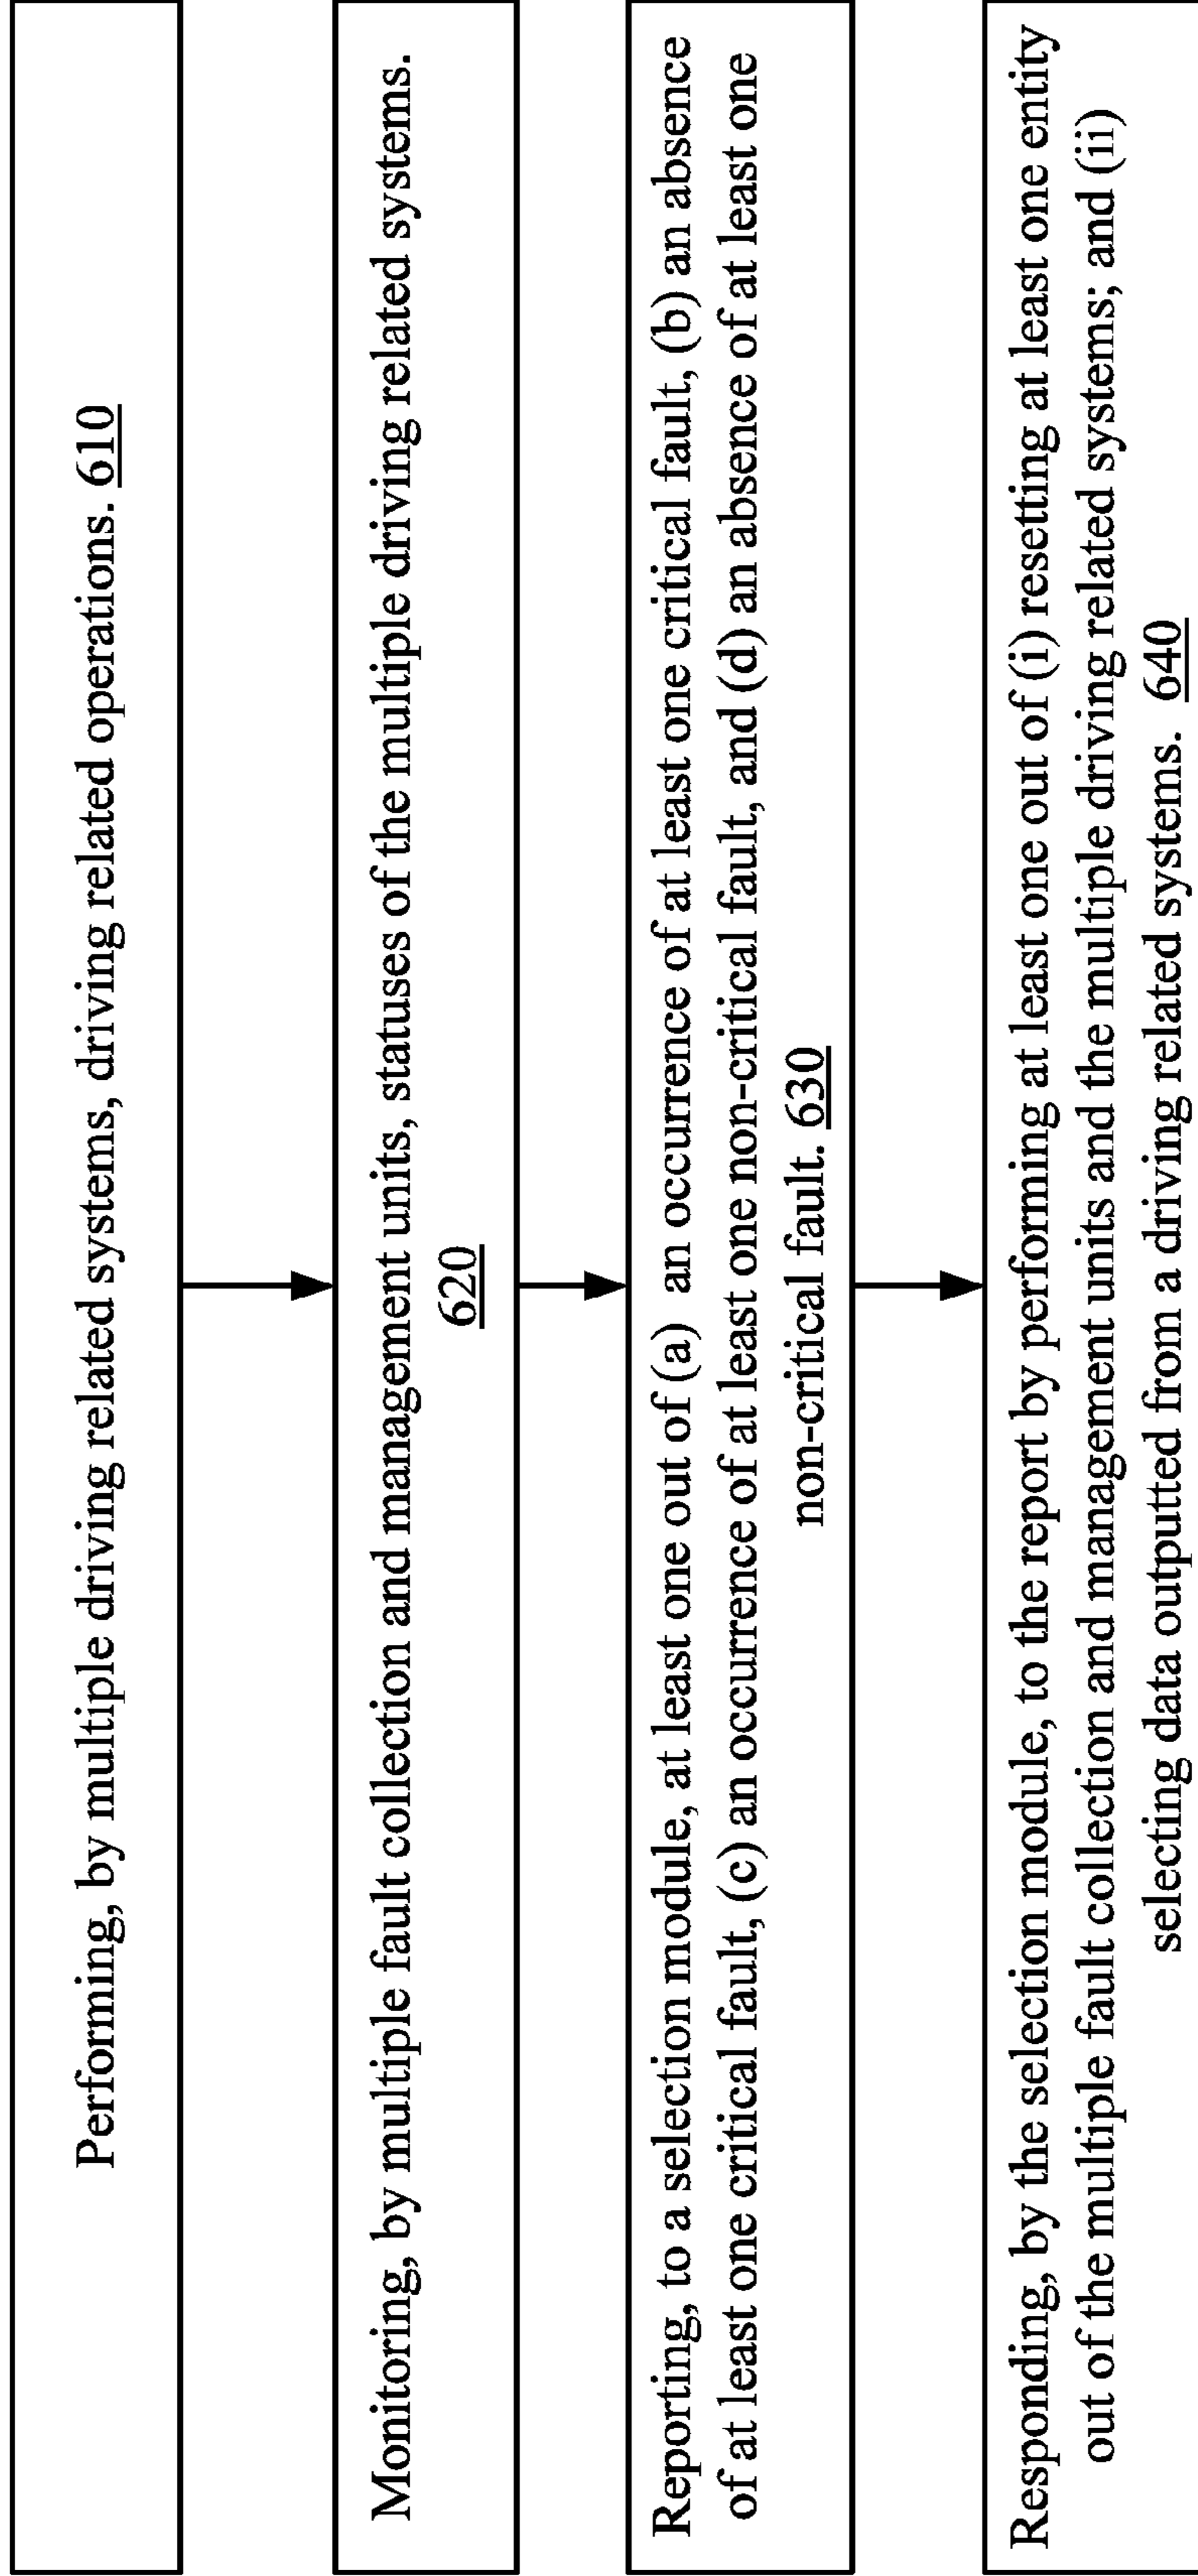 Performing, by multiple driving related systems, driving related operations. 610
Monitoring, by multiple fault collection and management units, statuses of the multiple driving related systems.
620
Reporting, to a selection module, at least one out of (a) an occurrence of at least one critical fault, (b) an absence
of at least one critical fault, (c) an occurrence of at least one non-critical fault, and (d) an absence of at least one
non-critical fault. 630
Responding, by the selection module, to the report by performing at least one out of (i) resetting at least one entity
out of the multiple fault collection and management units and the multiple driving related systems; and (ii)
selecting data outputted from a driving related systems. 640